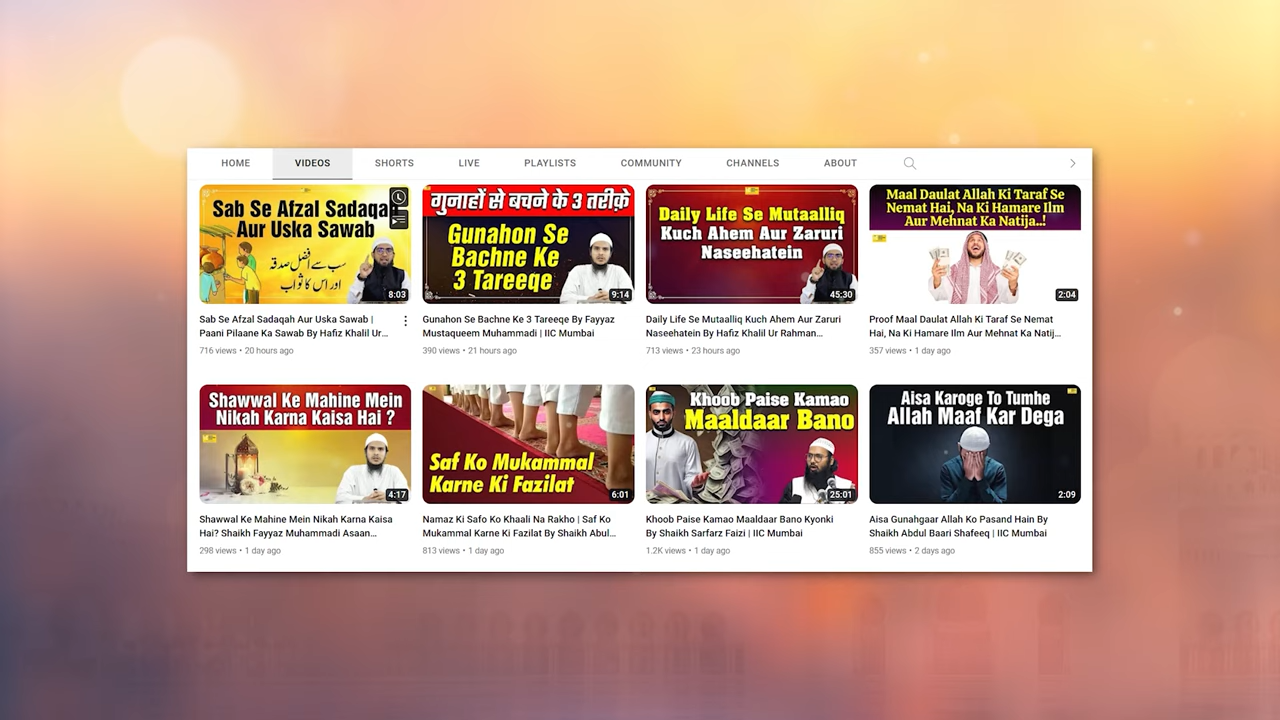 HOME
VIDEOS
SHORTS
LIVE
PLAYLISTS
COMMUNITY
CHANNELS
ABOUT
Sab Se Afzal Sadaqa
Aur Uska Sawab
سب سے افضل صدقہ
اور اس کا ثواب
8:03
गुनाहों से बचने के 3 तरीक़े
Gunahon Se
Bachne Ke
3 Tareeqe
9:14
Daily Life Se Mutaalliq
Kuch Ahem Aur Zaruri
Naseehatein
45:30
Maal Daulat Allah Ki Taraf Se
Nemat Hai, Na Ki Hamare Ilm
Aur Mehnat Ka Natija..!
2:04
Sab Se Afzal Sadaqah Aur Uska Sawab |
Paani Pilaane Ka Sawab By Hafiz Khalil Ur...
716 views • 20 hours ago
Gunahon Se Bachne Ke 3 Tareeqe By Fayyaz
Mustaqueem Muhammadi | IIC Mumbai
390 views • 21 hours ago
Daily Life Se Mutaalliq Kuch Ahem Aur Zaruri
Naseehatein By Hafiz Khalil Ur Rahman...
713 views • 23 hours ago
Proof Maal Daulat Allah Ki Taraf Se Nemat
Hai, Na Ki Hamare Ilm Aur Mehnat Ka Natij...
357 views • 1 day ago
Shawwal Ke Mahine Mein
Nikah Karna Kaisa Hai ?
4:17
Saf Ko Mukammal
Karne Ki Fazilat
6:01
Khoob Paise Kamao
Maaldaar Bano
25:01
Aisa Karoge To Tumhe
Allah Maaf Kar Dega
2:09
Shawwal Ke Mahine Mein Nikah Karna Kaisa
Hai? Shaikh Fayyaz Muhammadi Asaan...
298 views • 1 day ago
Namaz Ki Safo Ko Khaali Na Rakho | Saf Ko
Mukammal Karne Ki Fazilat By Shaikh Abul...
813 views • 1 day ago
Khoob Paise Kamao Maaldaar Bano Kyonki
By Shaikh Sarfarz Faizi | IIC Mumbai
1.2K views • 1 day ago
Aisa Gunahgaar Allah Ko Pasand Hain By
Shaikh Abdul Baari Shafeeq | IIC Mumbai
855 views • 2 days ago